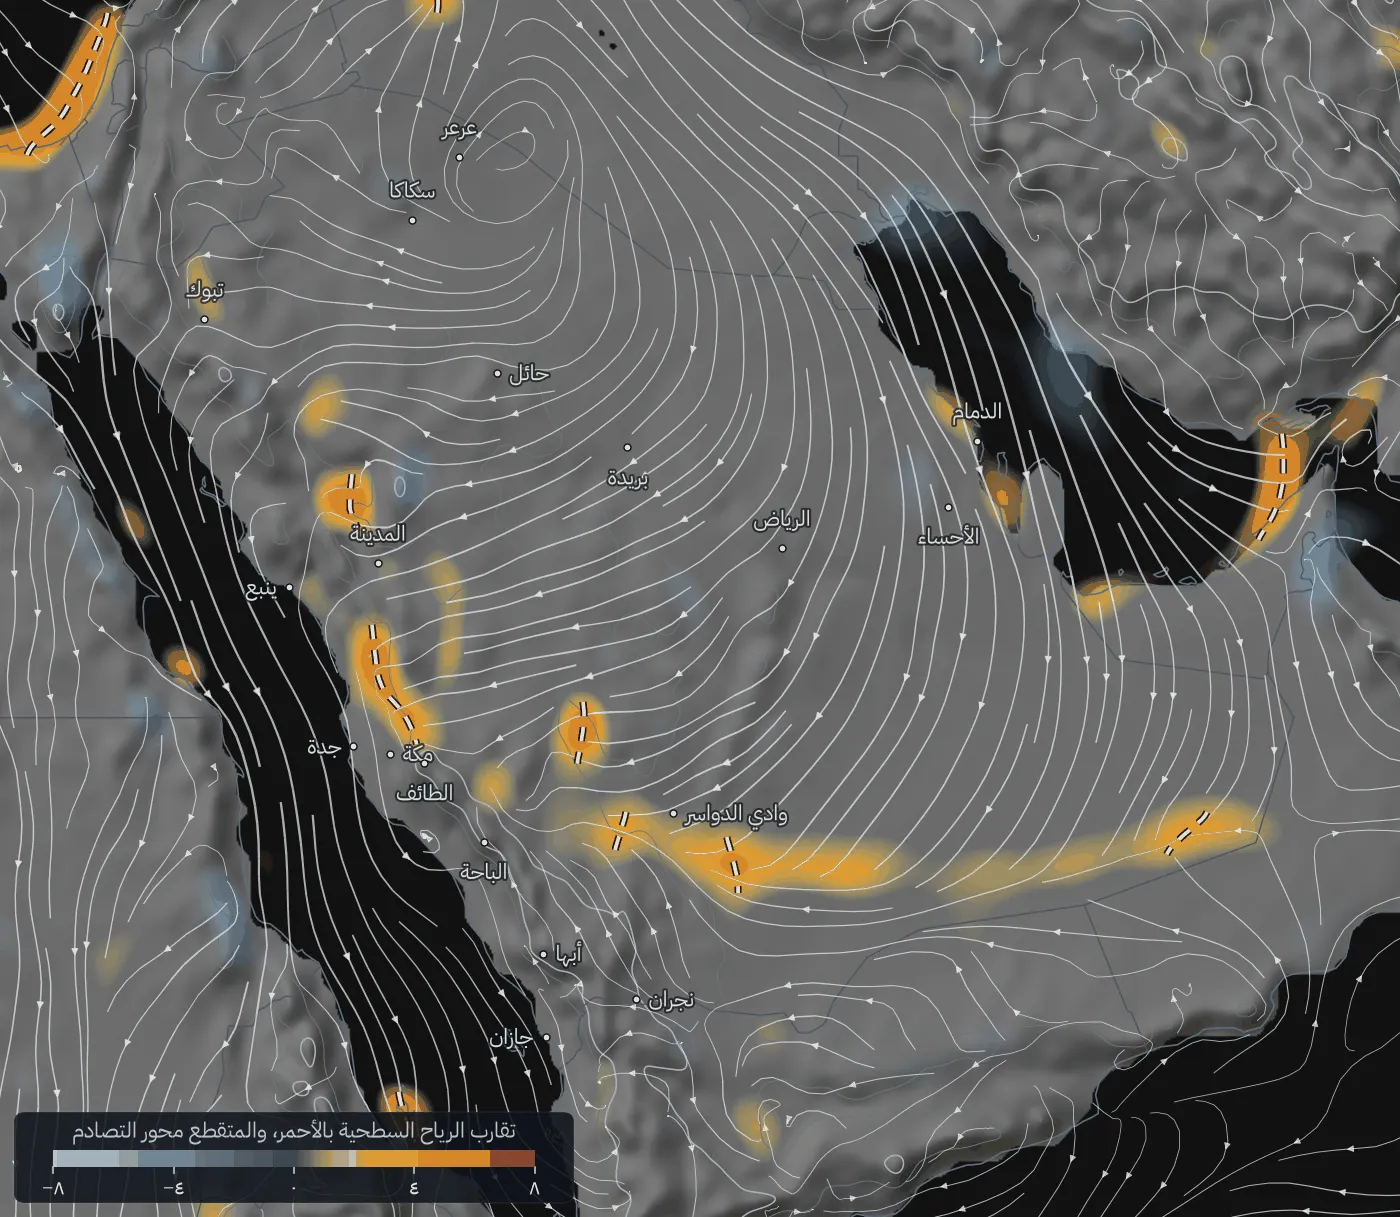 عرعر
سكاكا
تبوك
حائل
الدمام
بريدة
الرياض
الأحساء
المدينة
ينبع
جدة
مكة
الطائف
وادي الدواسر
الباحة
أبها
نجران
جازان
تقارب الرياح السطحية بالأحمر، والمتقطع محور التصادم
−٨ −٤ ٠ ٤ ٨